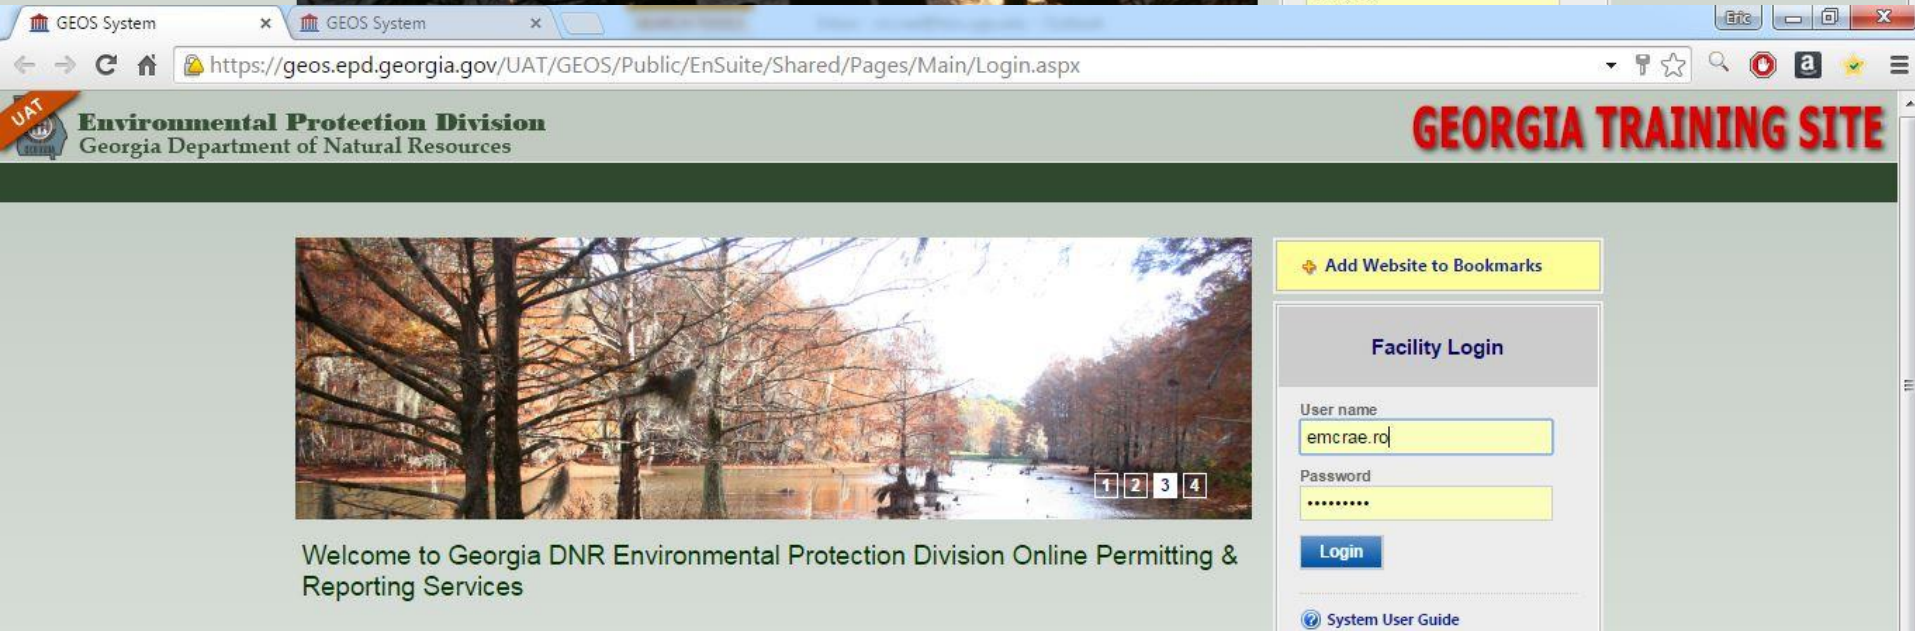 GEOS System
GEOS System
Eric
https://geos.epd.georgia.gov/UAT/GEOS/Public/EnSuite/Shared/Pages/Main/Login.aspx
UAT
Environmental Protection Division
Georgia Department of Natural Resources
GEORGIA TRAINING SITE
Add Website to Bookmarks
Facility Login
User name
emcrae.ro
Password
•••••••••
Login
System User Guide
1 2 3 4
Welcome to Georgia DNR Environmental Protection Division Online Permitting &
Reporting Services